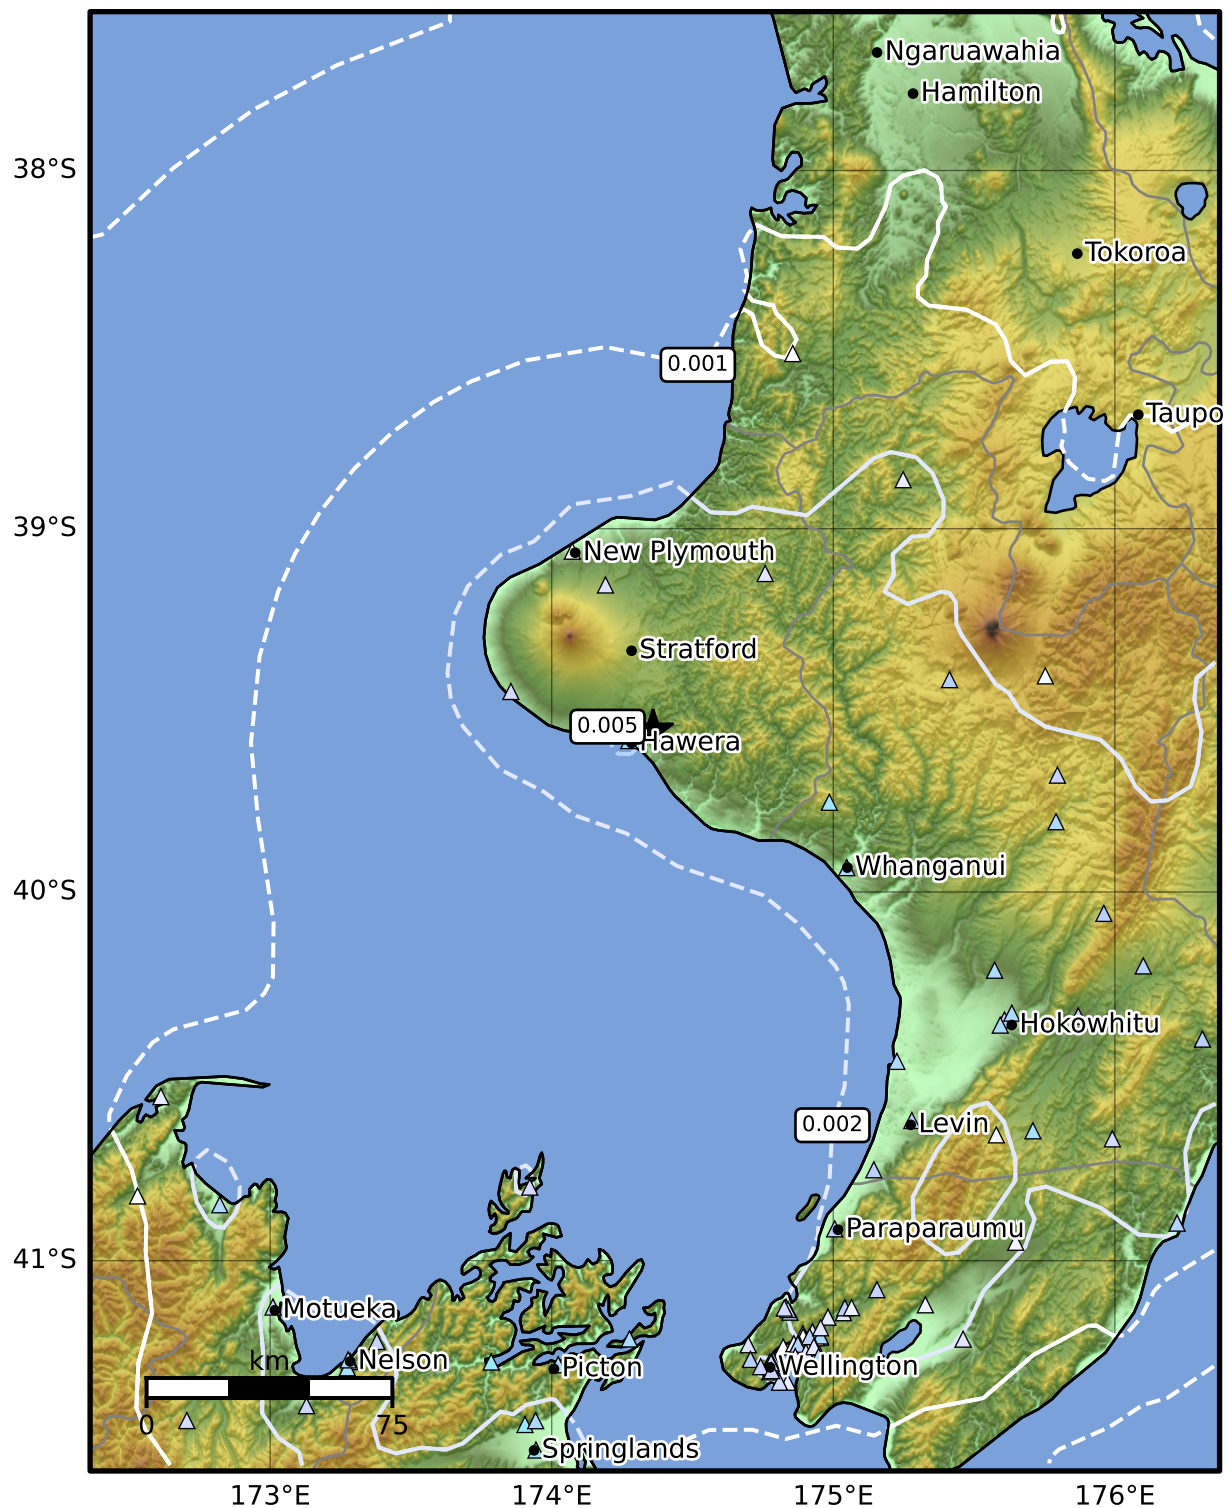 Ngaruawahia
Hamilton
38°S
Tokoroa
0.001
Taupo
39°S
New Plymouth
Stratford
0.005
Hawera
Whanganui
40°S
Hokowhitu
0.002
Levin
Paraparaumu
41°S
Motueka
km
Nelson
Picton
Wellington
0
75
Springlands
173°E
174°E
175°E
176°E